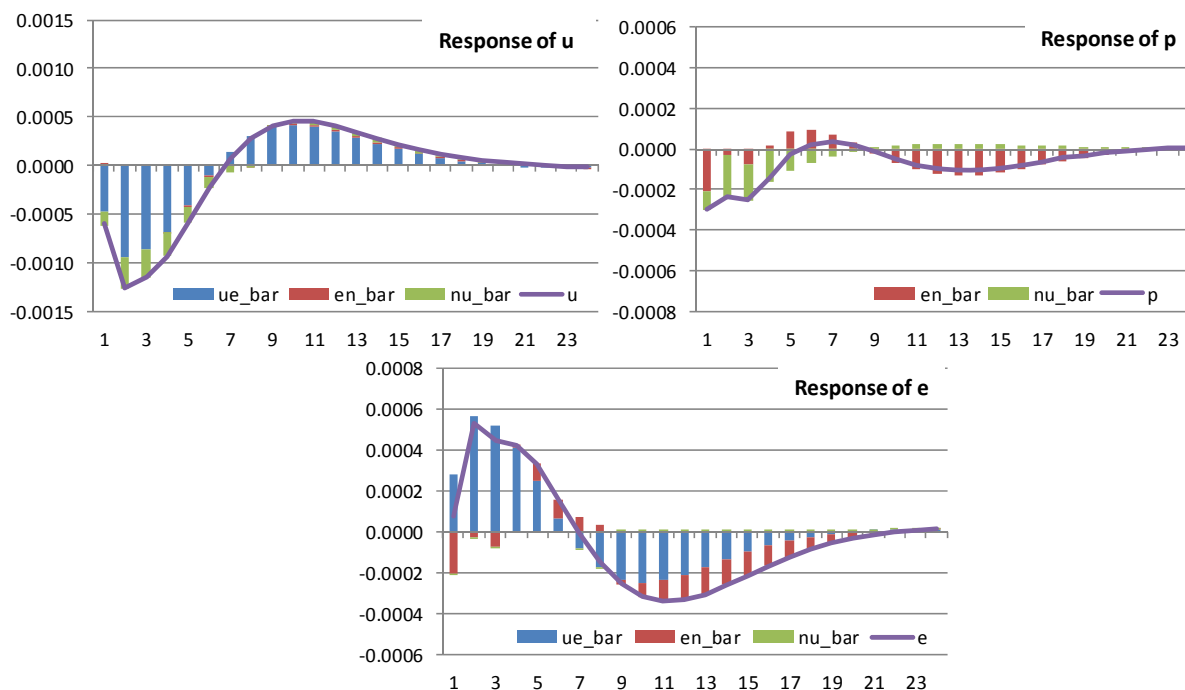 Response of u
0.0015
0.0010
0.0005
0.0000
-0.0005
-0.0010
-0.0015
ue_bar en_bar nu_bar u
1 3 5 7 9 11 13 15 17 19 21 23
Response of p
0.0006
0.0004
0.0002
0.0000
-0.0002
-0.0004
-0.0006
-0.0008
en_bar nu_bar p
1 3 5 7 9 11 13 15 17 19 21 23
Response of e
0.0008
0.0006
0.0004
0.0002
0.0000
-0.0002
-0.0004
-0.0006
ue_bar en_bar nu_bar e
1 3 5 7 9 11 13 15 17 19 21 23